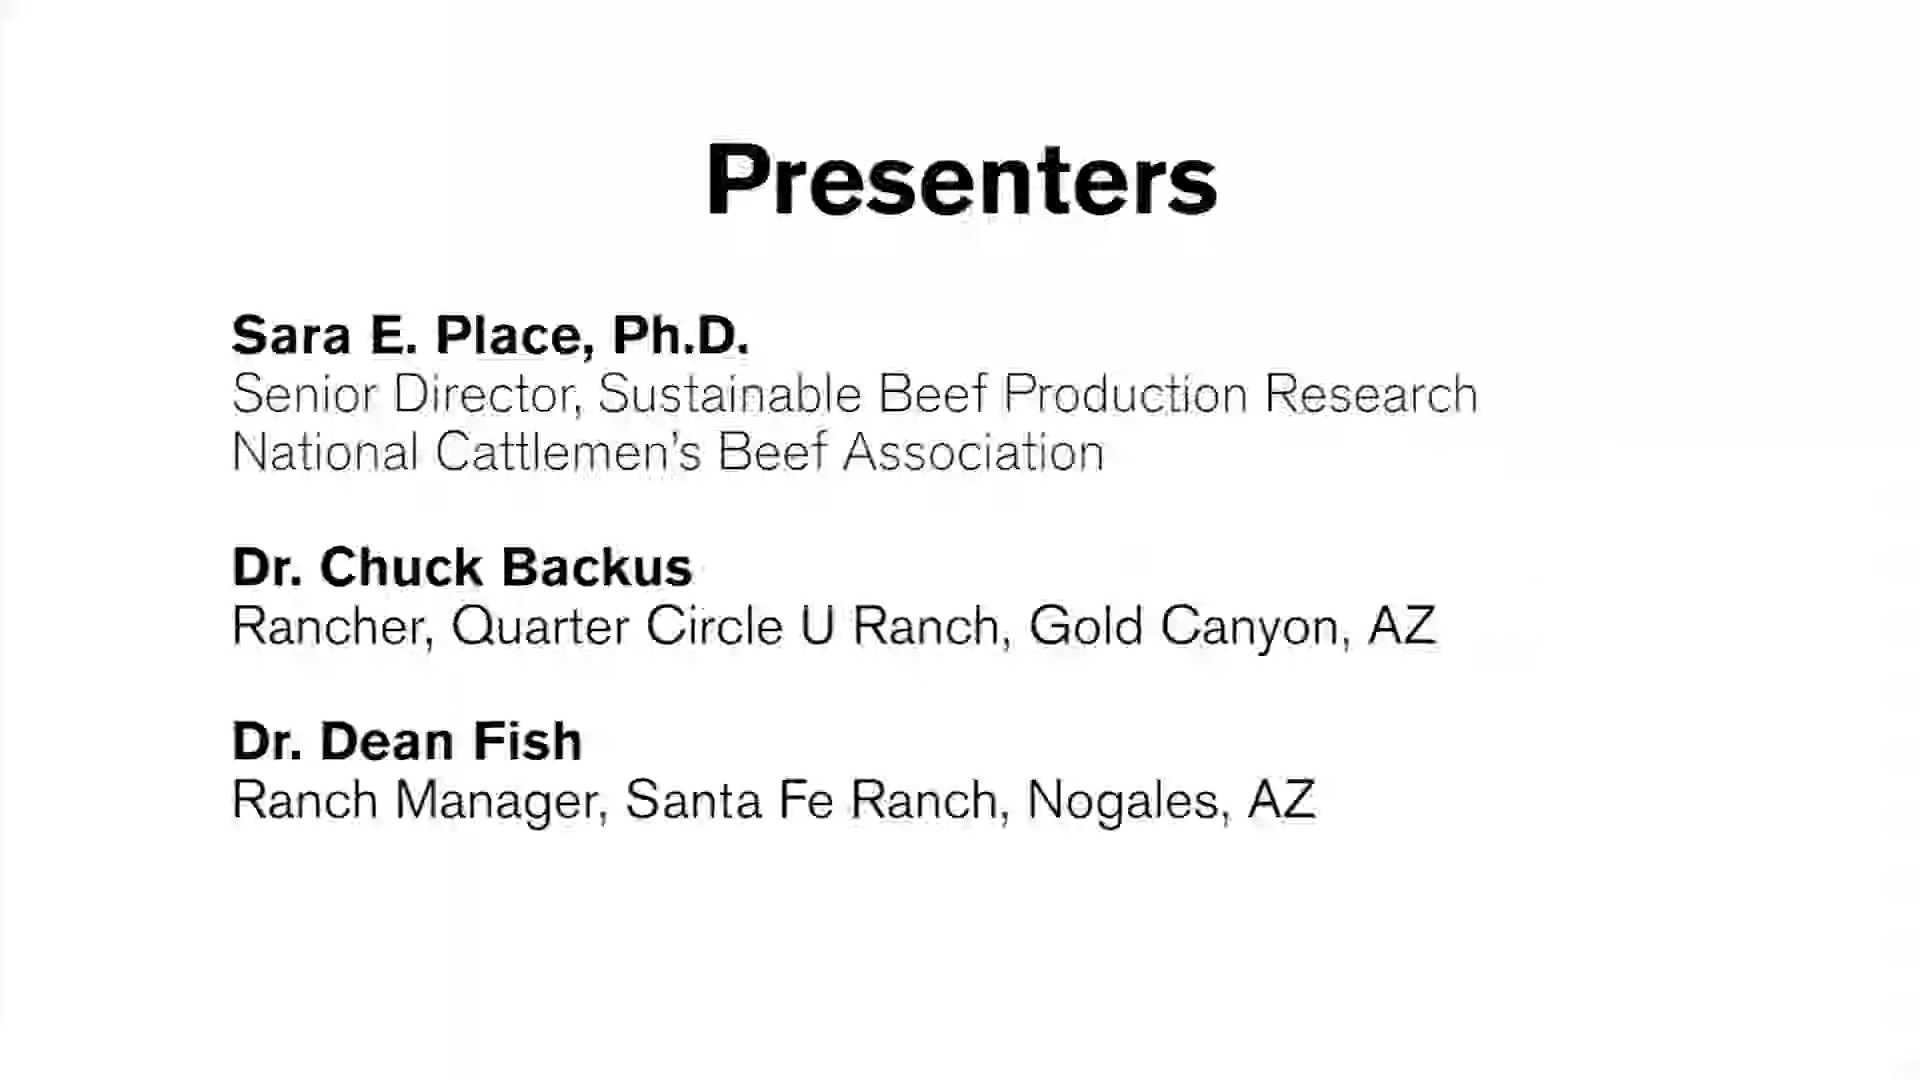 Presenters
Sara E. Place, Ph.D.
Senior Director, Sustainable Beef Production Research
National Cattlemen's Beef Association
Dr. Chuck Backus
Rancher, Quarter Circle U Ranch, Gold Canyon, AZ
Dr. Dean Fish
Ranch Manager, Santa Fe Ranch, Nogales, AZ